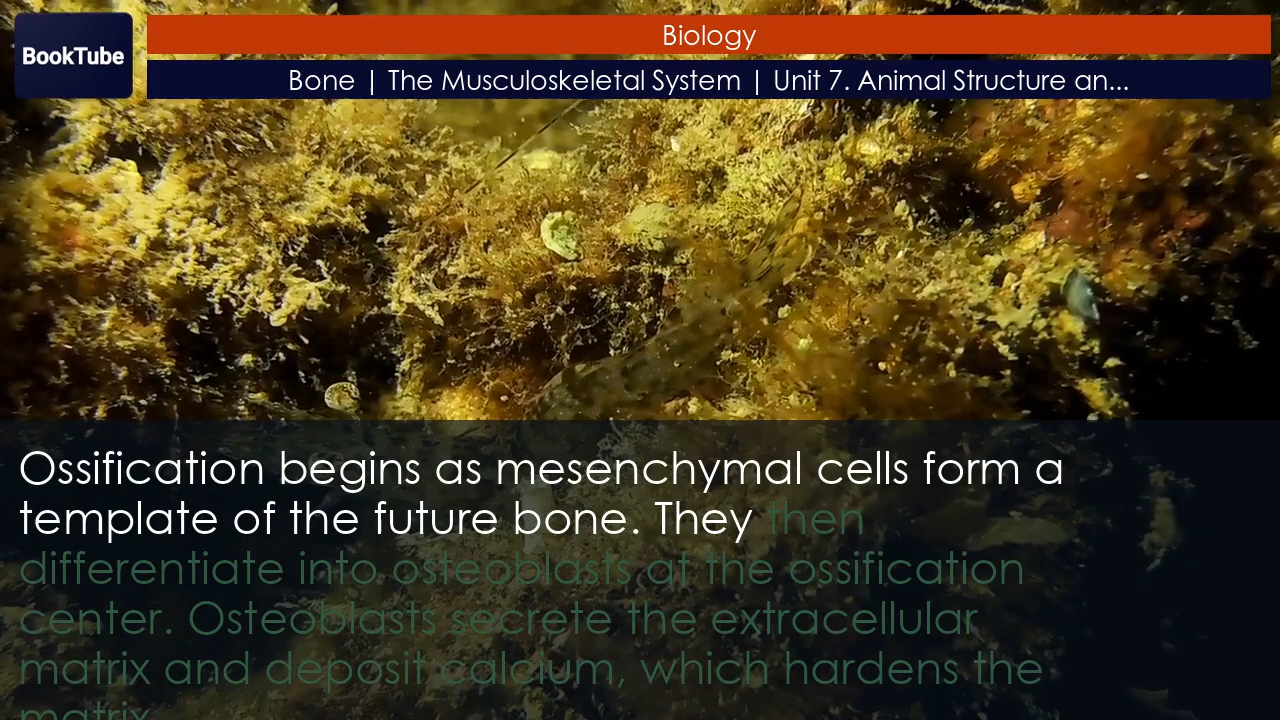 BookTube
Biology
Bone | The Musculoskeletal System | Unit 7. Animal Structure an...
Ossification begins as mesenchymal cells form a
template of the future bone. They then
differentiate into osteoblasts at the ossification
center. Osteoblasts secrete the extracellular
matrix and deposit calcium, which hardens the
matrix.